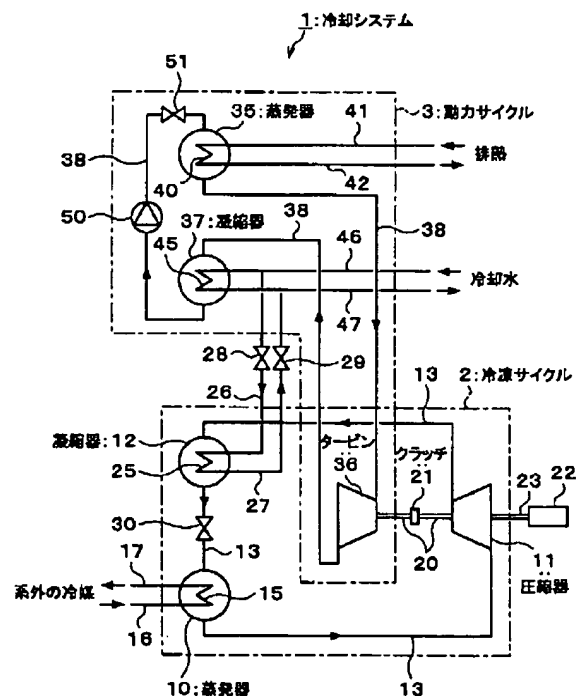 1:冷却システム
51
35:蒸発器
41
3:動力サイクル
排熱
38
40
42
50
37:凝縮器
38
38
45
46
冷却水
47
28
29
26
2:冷凍サイクル
13
凝縮器:12
タービン
:
36
クラッチ
:
21
25
27
23
22
30
13
20
11
:
圧縮器
17
系外の冷媒
15
16
10:蒸発器
13